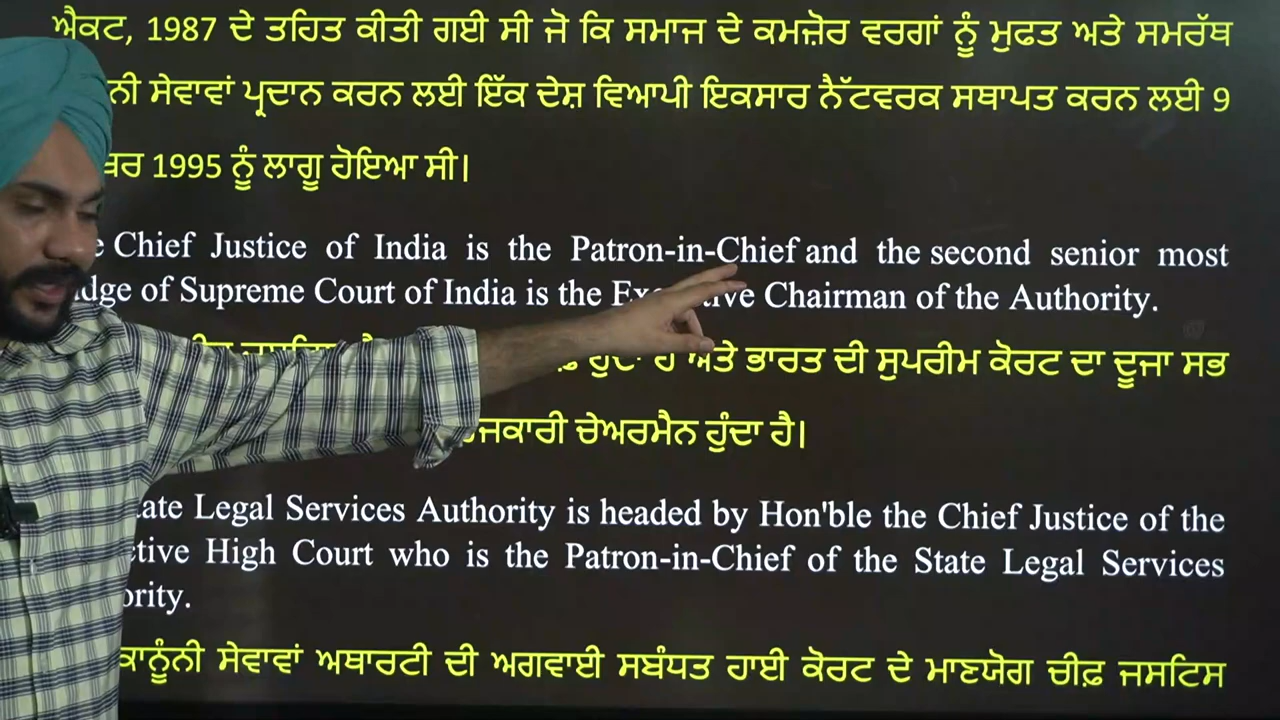 ਐਕਟ, 1987 ਦੇ ਤਹਿਤ ਕੀਤੀ ਗਈ ਸੀ ਜੋ ਕਿ ਸਮਾਜ ਦੇ ਕਮਜ਼ੋਰ ਵਰਗਾਂ ਨੂੰ ਮੁਫਤ ਅਤੇ ਸਮਰੱਥ
ਸੇਵਾਵਾਂ ਪ੍ਰਦਾਨ ਕਰਨ ਲਈ ਇੱਕ ਦੇਸ਼ ਵਿਆਪੀ ਇਕਸਾਰ ਨੈੱਟਵਰਕ ਸਥਾਪਤ ਕਰਨ ਲਈ 9
1995 ਨੂੰ ਲਾਗੂ ਹੋਇਆ ਸੀ।
Chief Justice of India is the Patron-in-Chief and the second senior most
of Supreme Court of India is the Chairman of the Authority.
ਅਤੇ ਭਾਰਤ ਦੀ ਸੁਪਰੀਮ ਕੋਰਟ ਦਾ ਦੂਜਾ ਸਭ
ਚੇਅਰਮੈਨ ਹੁੰਦਾ ਹੈ।
Legal Services Authority is headed by Hon'ble the Chief Justice of the
High Court who is the Patron-in-Chief of the State Legal Services
ਕਾਨੂੰਨੀ ਸੇਵਾਵਾਂ ਅਥਾਰਟੀ ਦੀ ਅਗਵਾਈ ਸਬੰਧਤ ਹਾਈ ਕੋਰਟ ਦੇ ਮਾਣਯੋਗ ਚੀਫ਼ ਜਸਟਿਸ